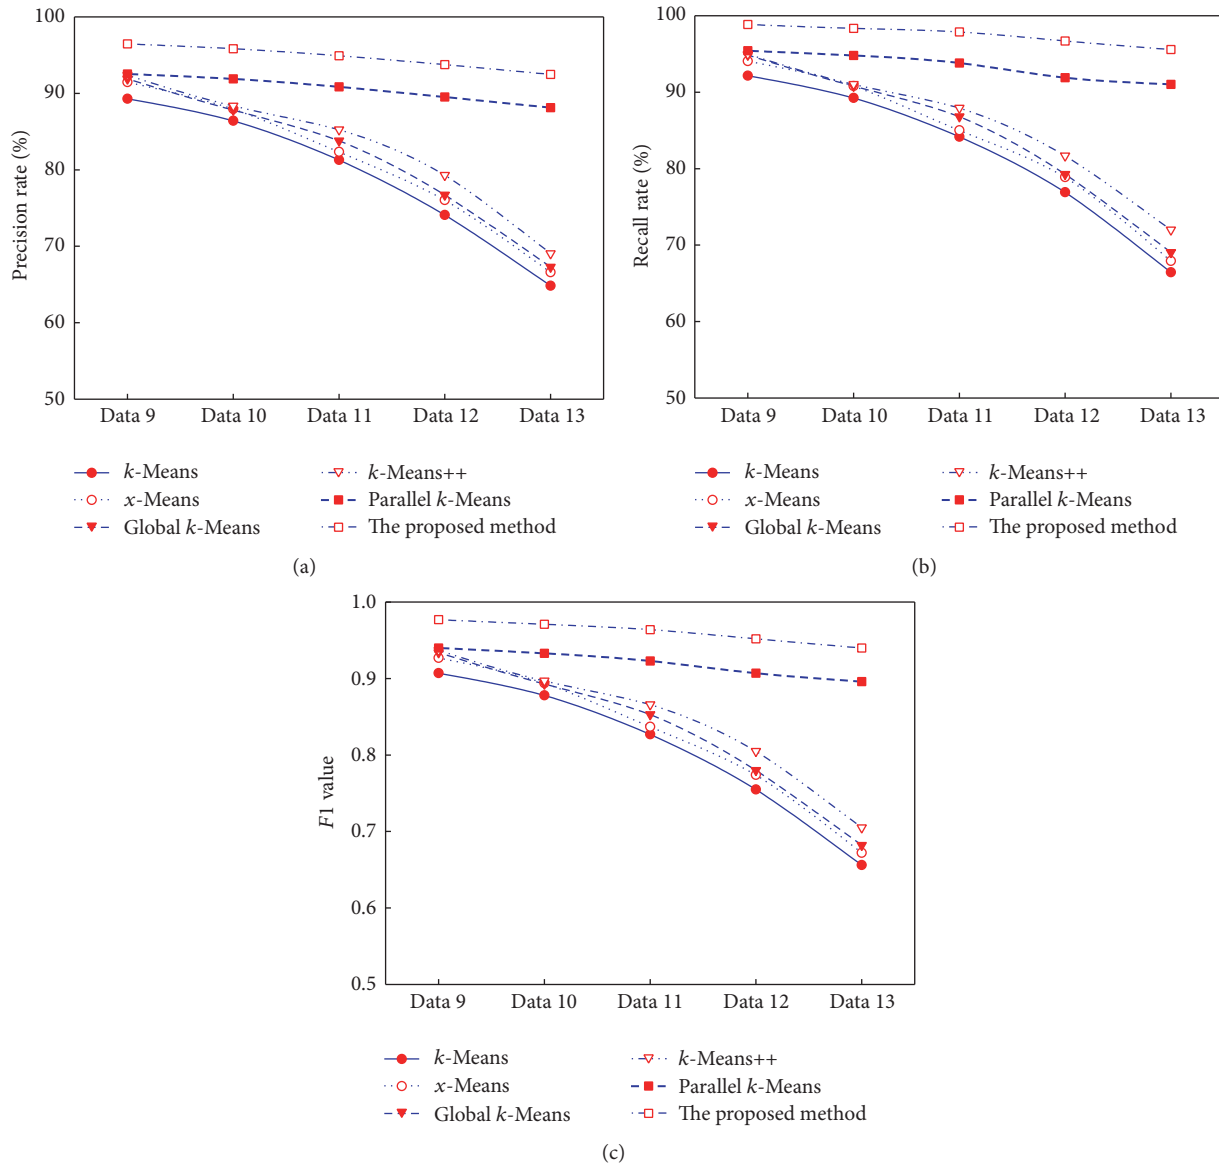 100
90
80
70
60
50
Precision rate (%)
Data 9 Data 10 Data 11 Data 12 Data 13
k-Means
x-Means
Global k-Means
k-Means++
Parallel k-Means
The proposed method
(a)
100
90
80
70
60
50
Recall rate (%)
Data 9 Data 10 Data 11 Data 12 Data 13
k-Means
x-Means
Global k-Means
k-Means++
Parallel k-Means
The proposed method
(b)
1.0
0.9
0.8
0.7
0.6
0.5
F1 value
Data 9 Data 10 Data 11 Data 12 Data 13
k-Means
x-Means
Global k-Means
k-Means++
Parallel k-Means
The proposed method
(c)